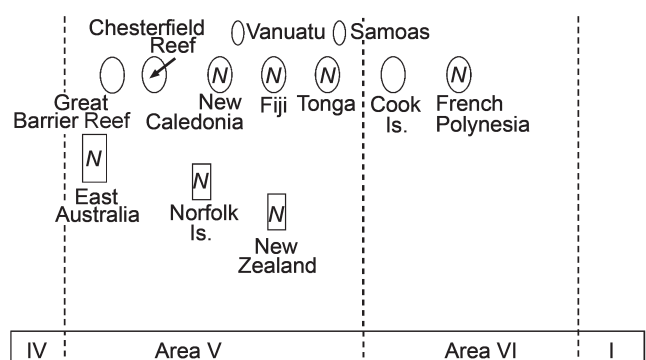 Chesterfield
Reef
Vanuatu
Samoas
N
N
N
N
Great
Barrier Reef
New
Caledonia
Fiji
Tonga
Cook
Is.
French
Polynesia
N
East
Australia
N
Norfolk
Is.
N
New
Zealand
IV
Area V
Area VI
I